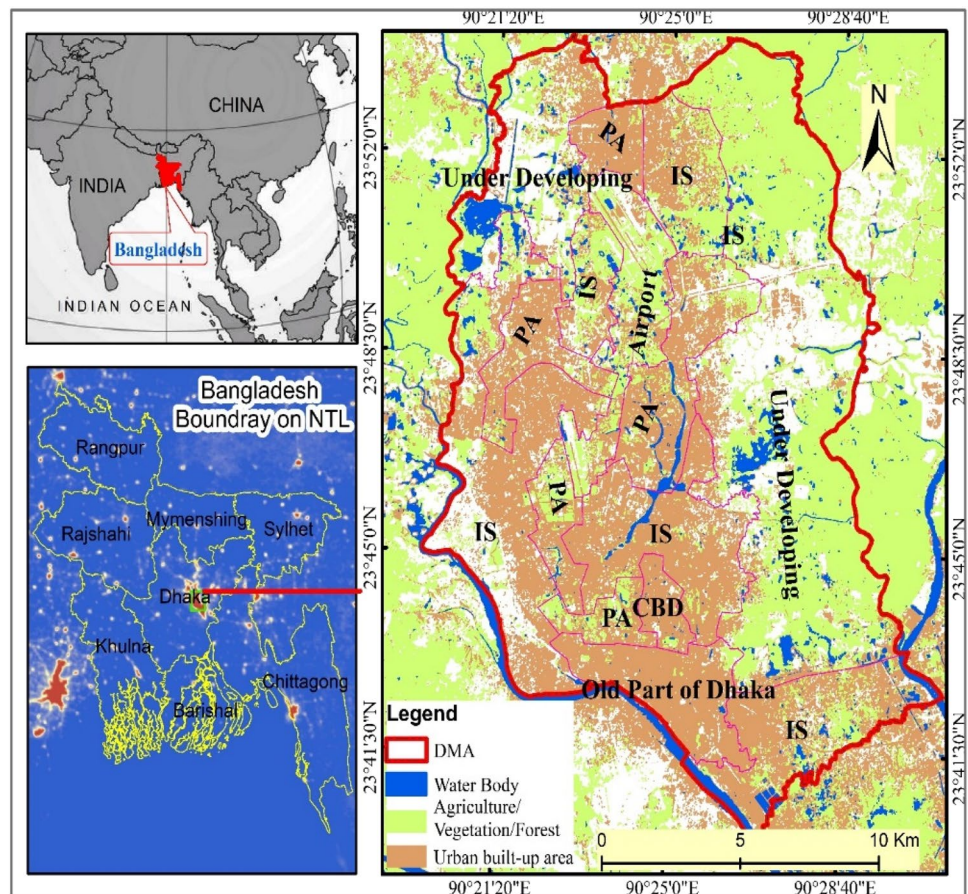 CHINA
INDIA
Bangladesh
INDIAN OCEAN
Bangladesh
Boundray on NTL
Rangpur
Rajshahi
Mymenshing
Sylhet
Dhaka
Khulna
Chittagong
Barishal
90°21'20"E 90°25'0"E 90°28'40"E
23°52'0"N
23°48'30"N
23°45'0"N
23°41'30"N
N
PA
IS
Under Developing
IS
IS
Airport
PA
PA
Under Developing
PA
IS
IS
PA
CBD
Old Part of Dhaka
IS
Legend
DMA
Water Body
Agriculture/
Vegetation/Forest
Urban built-up area
0 5 10 Km
23°52'0"N
23°48'30"N
23°45'0"N
23°41'30"N
90°21'20"E 90°25'0"E 90°28'40"E